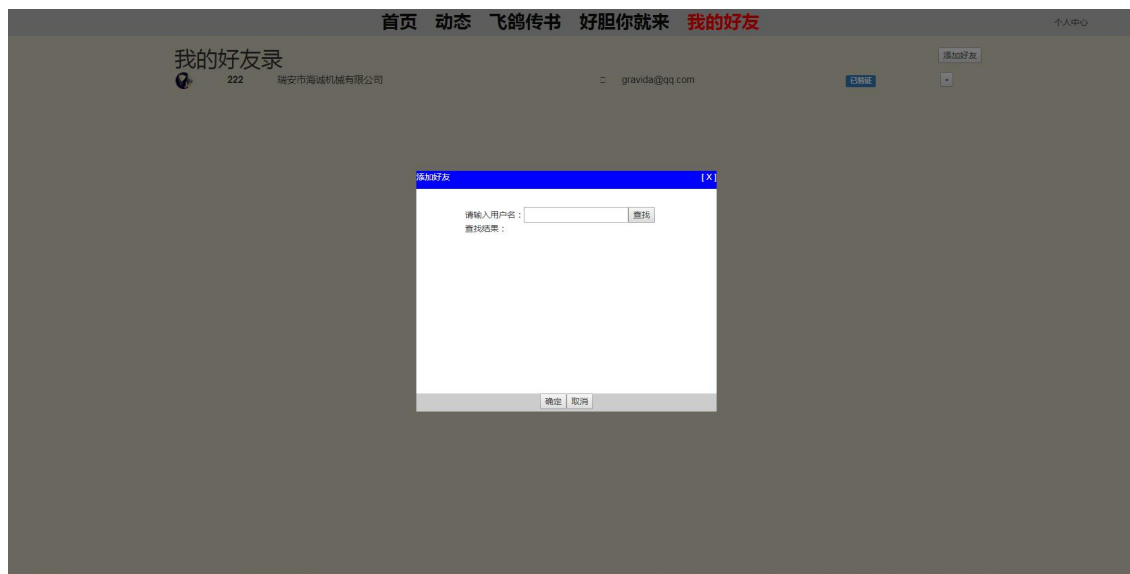 首页 动态 飞鸽传书 好胆你就来 我的好友 个人中心
我的好友录 添加好友
222 瑞安市海诚机械有限公司 gravida@qq.com 已验证
添加好友 [ X ]
请输入用户名： 查找
查找结果：
确定 取消